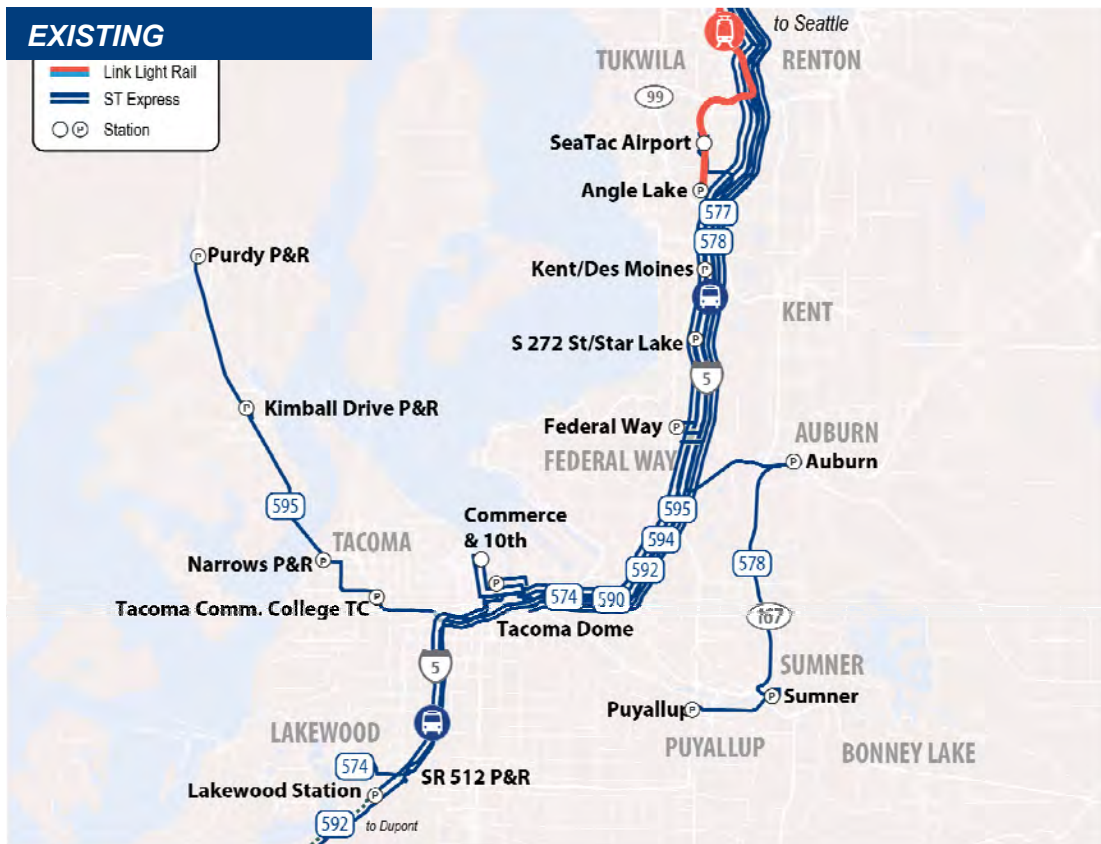 EXISTING
Link Light Rail
ST Express
P
Station
to Seattle
TUKWILA
RENTON
99
SeaTac Airport
Angle Lake
P
577
578
Purdy P&R
Kent/Des Moines
P
KENT
S 272 St/Star Lake
P
5
Kimball Drive P&R
Federal Way
P
FEDERAL WAY
AUBURN
P
Auburn
595
595
Commerce
& 10th
TACOMA
594
Narrows P&R
P
592
578
P
574
590
Tacoma Comm. College TC
P
167
Tacoma Dome
5
SUMNER
P
Sumner
Puyallup
P
LAKEWOOD
PUYALLUP
BONNEY LAKE
574
SR 512 P&R
Lakewood Station
P
592
to Dupont